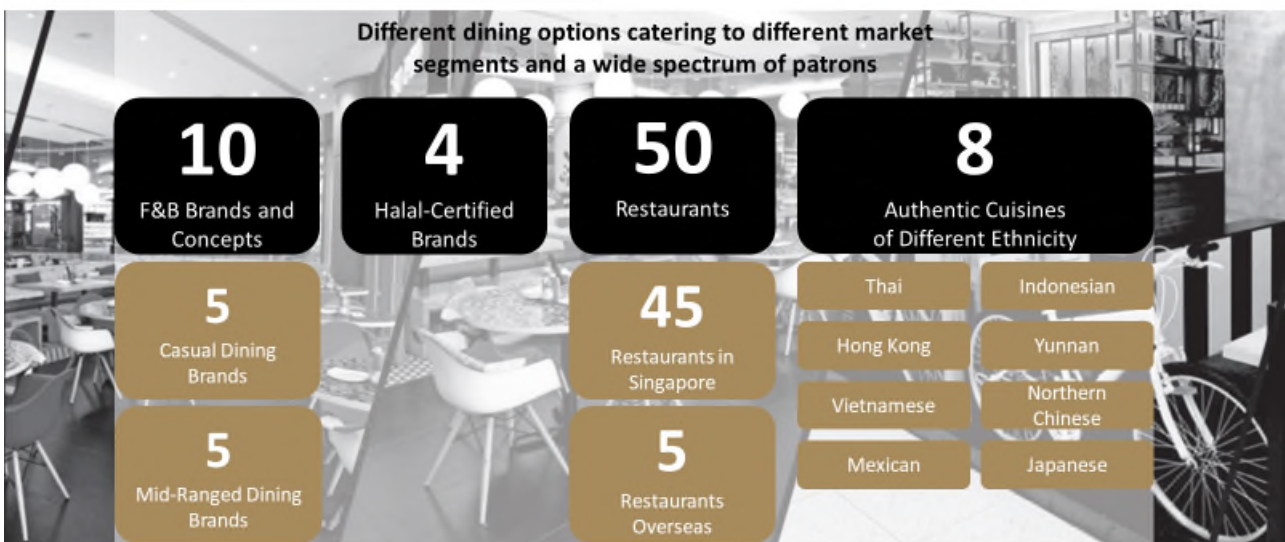 Different dining options catering to different market
segments and a wide spectrum of patrons
10
F&B Brands and
Concepts
4
Halal-Certified
Brands
50
Restaurants
8
Authentic Cuisines
of Different Ethnicity
5
Casual Dining
Brands
5
Mid-Ranged Dining
Brands
45
Restaurants in
Singapore
5
Restaurants
Overseas
Thai
Indonesian
Hong Kong
Yunnan
Vietnamese
Northern
Chinese
Mexican
Japanese